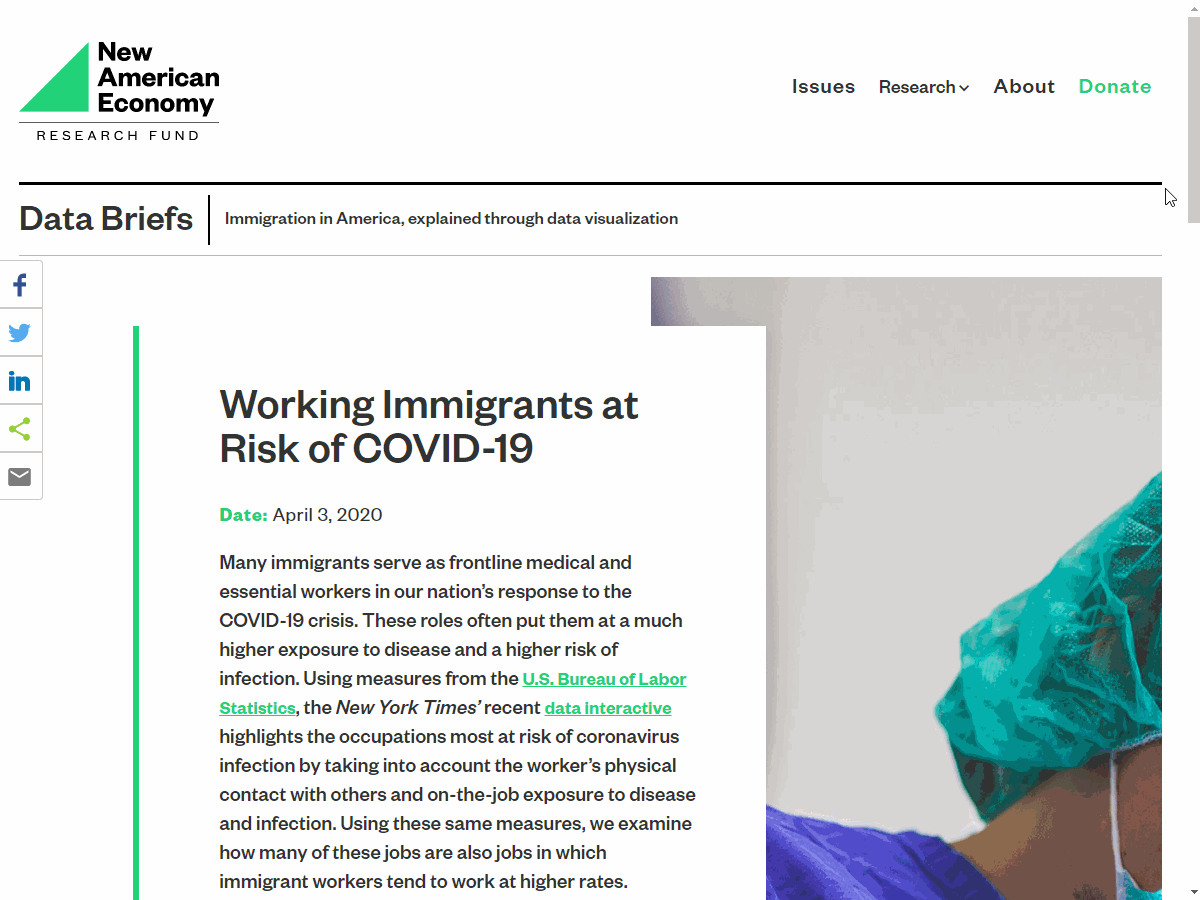 New
American
Economy
RESEARCH FUND
Issues Research About Donate
Data Briefs
Immigration in America, explained through data visualization
Working Immigrants at
Risk of COVID-19
Date: April 3, 2020
Many immigrants serve as frontline medical and
essential workers in our nation’s response to the
COVID-19 crisis. These roles often put them at a much
higher exposure to disease and a higher risk of
infection. Using measures from the U.S. Bureau of Labor
Statistics, the New York Times’ recent data interactive
highlights the occupations most at risk of coronavirus
infection by taking into account the worker’s physical
contact with others and on-the-job exposure to disease
and infection. Using these same measures, we examine
how many of these jobs are also jobs in which
immigrant workers tend to work at higher rates.